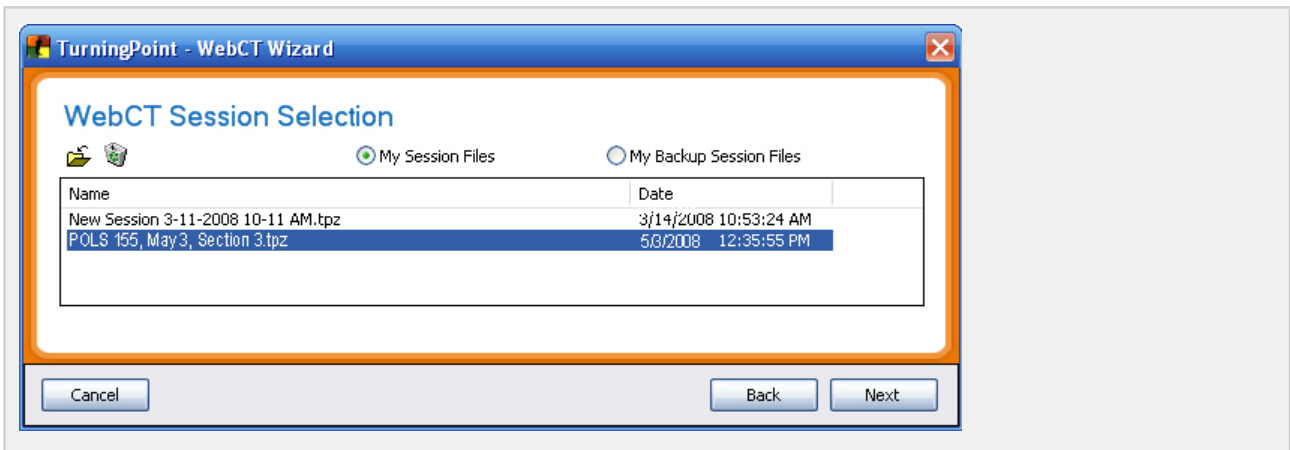 TurningPoint - WebCT Wizard
WebCT Session Selection
My Session Files My Backup Session Files
Name Date
New Session 3-11-2008 10-11 AM.tpz 3/14/2008 10:53:24 AM
POLS 155, May 3, Section 3.tpz 5/3/2008 12:35:55 PM
Cancel Back Next